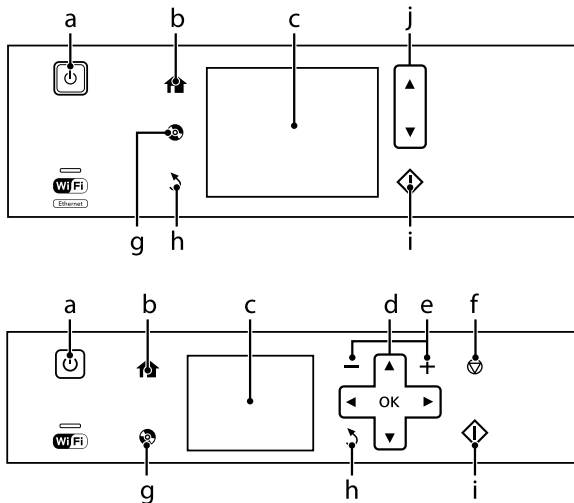 a b c j
Wi Fi
Ethernet
g h i
a b c d e f
OK
Wi Fi
g h i